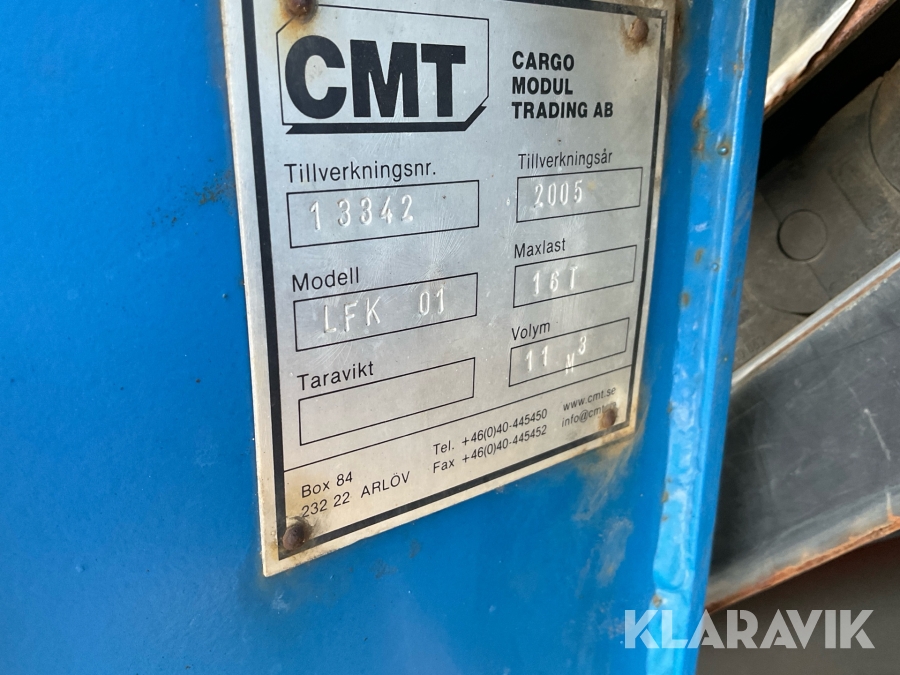 CMT
CARGO
MODUL
TRADING AB
Tillverkningsnr.
13342
Tillverkningsår
2005
Modell
LFK 01
Maxlast
16T
Taravikt
Volym
11 M3
Box 84
232 22 ARLÖV
Tel. +46(0)40-445450
Fax +46(0)40-445452
www.cmt.se
KLARAVIK